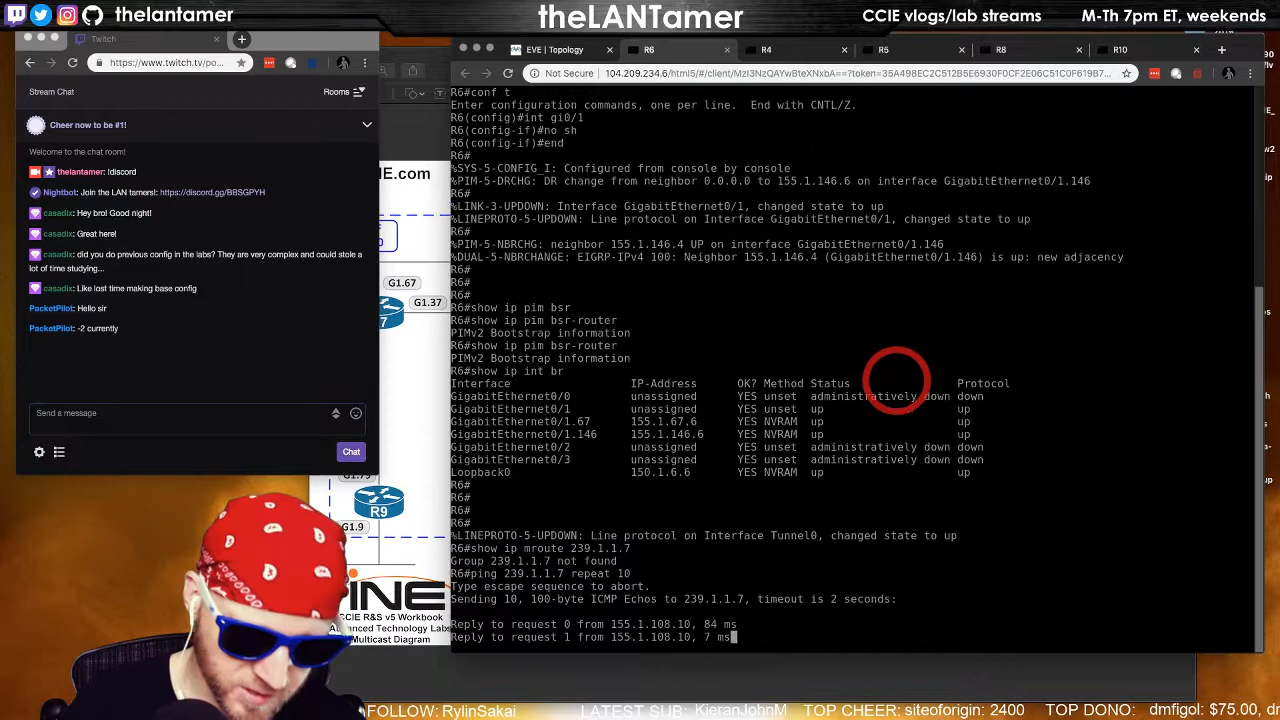 thelantamer
theLANTamer
CCIE vlogs/lab streams
M-Th 7pm ET, weekends
Twitch
https://www.twitch.tv/po...
Stream Chat
Rooms
Cheer now to be #1!
Welcome to the chat room!
thelantamer: !discord
Nightbot: Join the LAN tamers! https://discord.gg/BBSGPYH
casadix: Hey bro! Good night!
casadix: Great here!
casadix: did you do previous config in the labs? They are very complex and could stole a
lot of time studying...
casadix: Like lost time making base config
PacketPilot: Hello sir
PacketPilot: -2 currently
Send a message
Chat
IE.com
G1.67
G1.37
7
R9
G1.9
INE
CCIE R&S v5 Workbook
Advanced Technology Labs
Multicast Diagram
EVE | Topology
R6
R4
R5
R8
R10
Not Secure
R6#conf t
Enter configuration commands, one per line.  End with CNTL/Z.
R6(config)#int gi0/1
R6(config-if)#no sh
R6(config-if)#end
R6#
%SYS-5-CONFIG_I: Configured from console by console
%PIM-5-DRCHG: DR change from neighbor 0.0.0.0 to 155.1.146.6 on interface GigabitEthernet0/1.146
R6#
%LINK-3-UPDOWN: Interface GigabitEthernet0/1, changed state to up
%LINEPROTO-5-UPDOWN: Line protocol on Interface GigabitEthernet0/1, changed state to up
R6#
%PIM-5-NBRCHG: neighbor 155.1.146.4 UP on interface GigabitEthernet0/1.146
%DUAL-5-NBRCHANGE: EIGRP-IPv4 100: Neighbor 155.1.146.4 (GigabitEthernet0/1.146) is up: new adjacency
R6#
R6#
R6#
R6#show ip pim bsr
R6#show ip pim bsr-router
PIMv2 Bootstrap information
R6#show ip pim bsr-router
PIMv2 Bootstrap information
R6#show ip int br
Interface IP-Address OK? Method Status Protocol
GigabitEthernet0/0 unassigned YES unset administratively down down
GigabitEthernet0/1 unassigned YES unset up up
GigabitEthernet0/1.67 155.1.67.6 YES NVRAM up up
GigabitEthernet0/1.146 155.1.146.6 YES NVRAM up up
GigabitEthernet0/2 unassigned YES unset administratively down down
GigabitEthernet0/3 unassigned YES unset administratively down down
Loopback0 150.1.6.6 YES NVRAM up up
R6#
R6#
R6#
R6#
%LINEPROTO-5-UPDOWN: Line protocol on Interface Tunnel0, changed state to up
R6#show ip mroute 239.1.1.7
Group 239.1.1.7 not found
R6#ping 239.1.1.7 repeat 10
Type escape sequence to abort.
Sending 10, 100-byte ICMP Echos to 239.1.1.7, timeout is 2 seconds:
Reply to request 0 from 155.1.108.10, 84 ms
Reply to request 1 from 155.1.108.10, 7 ms
FOLLOW: RylinSakai
LATEST SUB: KieranJohnM
TOP CHEER: siteoforigin: 2400
TOP DONO: dmfigol: $75.00,